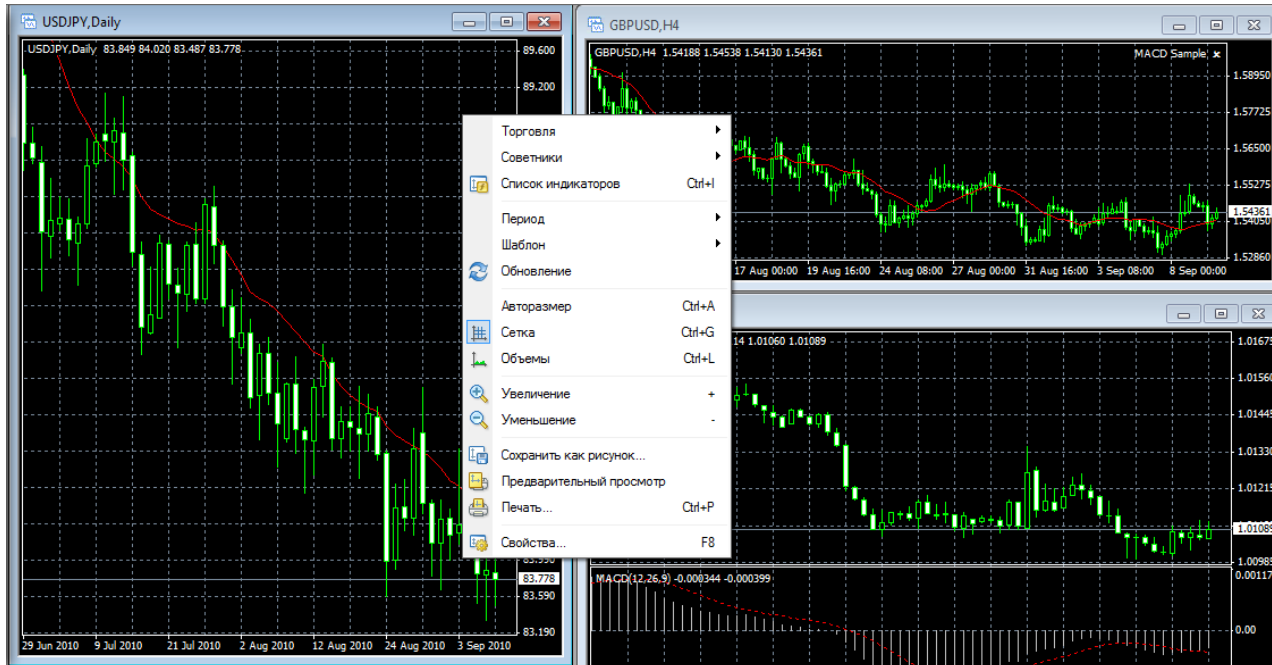 USDJPY,Daily
USDJPY,Daily 83.849 84.020 83.487 83.778
89.600
89.200
83.990
83.778
83.590
83.190
29 Jun 2010 9 Jul 2010 21 Jul 2010 2 Aug 2010 12 Aug 2010 24 Aug 2010 3 Sep 2010
Торговля
Советники
Список индикаторов Ctrl+I
Период
Шаблон
Обновление
Авторазмер Ctrl+A
Сетка Ctrl+G
Объемы Ctrl+L
Увеличение +
Уменьшение -
Сохранить как рисунок...
Предварительный просмотр
Печать... Ctrl+P
Свойства... F8
GBPUSD,H4
GBPUSD,H4 1.54188 1.54538 1.54130 1.54361
MACD Sample
1.58950
1.57725
1.56500
1.55275
1.54361
1.54050
1.52860
17 Aug 00:00 19 Aug 16:00 24 Aug 08:00 27 Aug 00:00 31 Aug 16:00 3 Sep 08:00 8 Sep 00:00
14 1.01060 1.01089
1.01675
1.01560
1.01445
1.01330
1.01215
1.01089
1.00985
MACD(12,26,9) -0.000344 -0.000399
0.00117
0.00